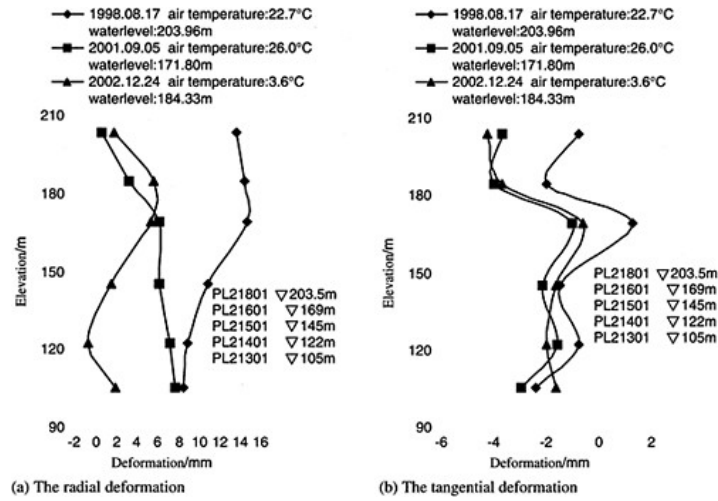 1998.08.17 air temperature:22.7°C
waterlevel:203.96m
2001.09.05 air temperature:26.0°C
waterlevel:171.80m
2002.12.24 air temperature:3.6°C
waterlevel:184.33m
210
180
150
120
90
Elevation/m
PL21801 ▽203.5m
PL21601 ▽169m
PL21501 ▽145m
PL21401 ▽122m
PL21301 ▽105m
-2 0 2 4 6 8 10 12 14 16
Deformation/mm
(a) The radial deformation
1998.08.17 air temperature:22.7°C
waterlevel:203.96m
2001.09.05 air temperature:26.0°C
waterlevel:171.80m
2002.12.24 air temperature:3.6°C
waterlevel:184.33m
210
180
150
120
90
Elevation/m
PL21801 ▽203.5m
PL21601 ▽169m
PL21501 ▽145m
PL21401 ▽122m
PL21301 ▽105m
-6 -4 -2 0 2
Deformation/mm
(b) The tangential deformation